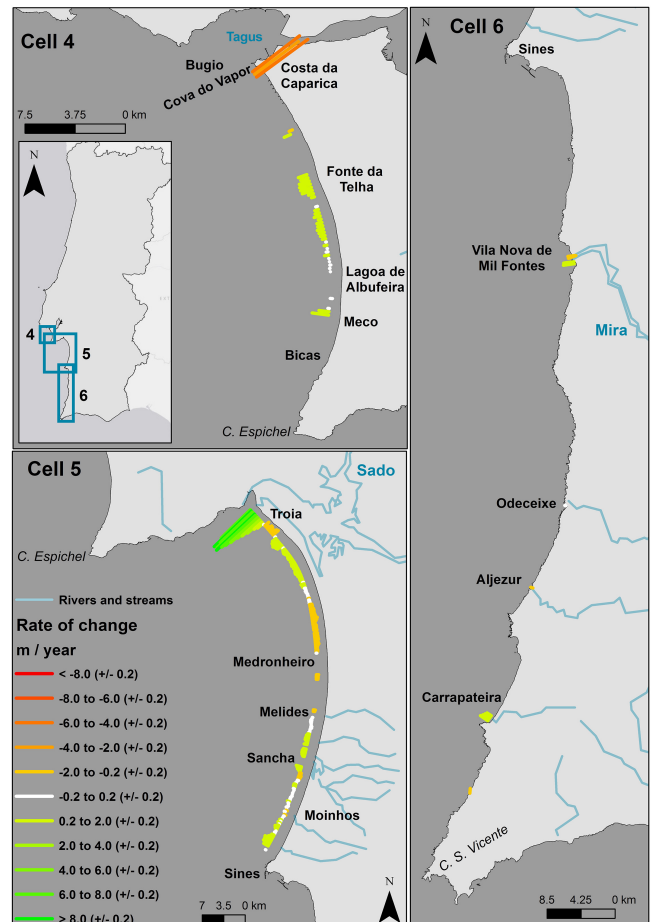 Cell 4
Tagus
Bugio
Cova do Vapor
Costa da
Caparica
7.5 3.75 0 km
N
Fonte da
Telha
Lagoa de
Albufeira
Meco
Bicas
C. Espichel
4
5
6
Cell 5
Sado
Troia
C. Espichel
Rivers and streams
Rate of change
m / year
< -8.0 (+/- 0.2)
-8.0 to -6.0 (+/- 0.2)
-6.0 to -4.0 (+/- 0.2)
-4.0 to -2.0 (+/- 0.2)
-2.0 to -0.2 (+/- 0.2)
-0.2 to 0.2 (+/- 0.2)
0.2 to 2.0 (+/- 0.2)
2.0 to 4.0 (+/- 0.2)
4.0 to 6.0 (+/- 0.2)
6.0 to 8.0 (+/- 0.2)
> 8.0 (+/- 0.2)
Medronheiro
Melides
Sancha
Moinhos
Sines
7 3.5 0 km
N
N
Cell 6
Sines
Vila Nova de
Mil Fontes
Mira
Odeceixe
Aljezur
Carrapateira
C. S. Vicente
8.5 4.25 0 km